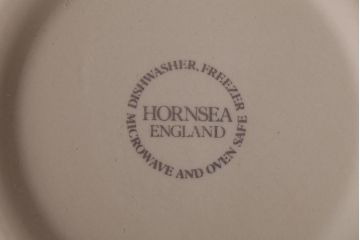 DISHWASHER, FREEZER
HORNSEA
ENGLAND
MICROWAVE AND OVEN SAFE